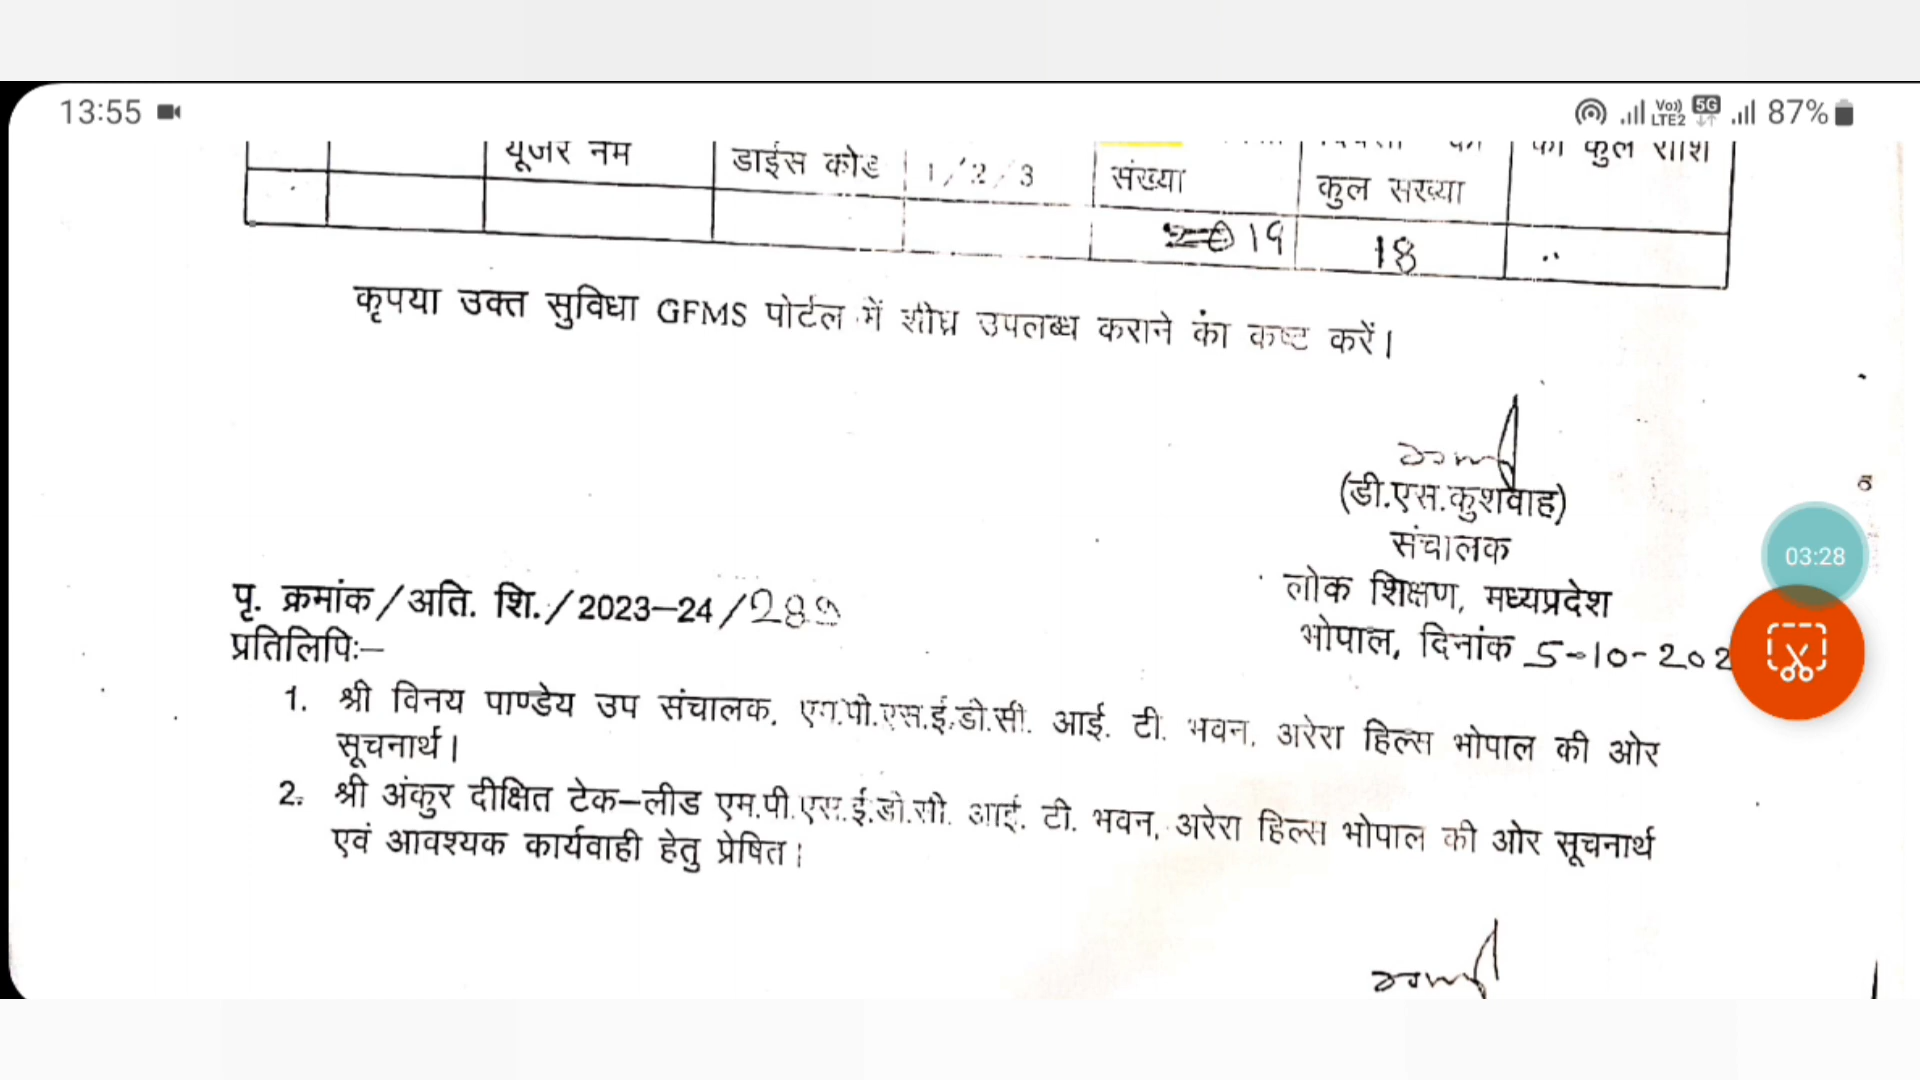 13:55
Vo)) LTE2 5G 87%
यूजर नम डाईस कोड 1/2/3 संख्या कुल संख्या का कुल राशि
19 18
कृपया उक्त सुविधा GFMS पोर्टल में शीघ्र उपलब्ध कराने का कष्ट करें।
(डी.एस.कुशवाह)
संचालक
03:28
लोक शिक्षण, मध्यप्रदेश
पृ. क्रमांक/अति. शि./2023-24/
भोपाल, दिनांक 5-10-202
प्रतिलिपिः–
1. श्री विनय पाण्डेय उप संचालक, एम.पी.एस.ई.डी.सी. आई. टी. भवन, अरेरा हिल्स भोपाल की ओर
सूचनार्थ।
2. श्री अंकुर दीक्षित टेक–लीड एम.पी.एस.ई.डी.सी. आई. टी. भवन, अरेरा हिल्स भोपाल की ओर सूचनार्थ
एवं आवश्यक कार्यवाही हेतु प्रेषित।